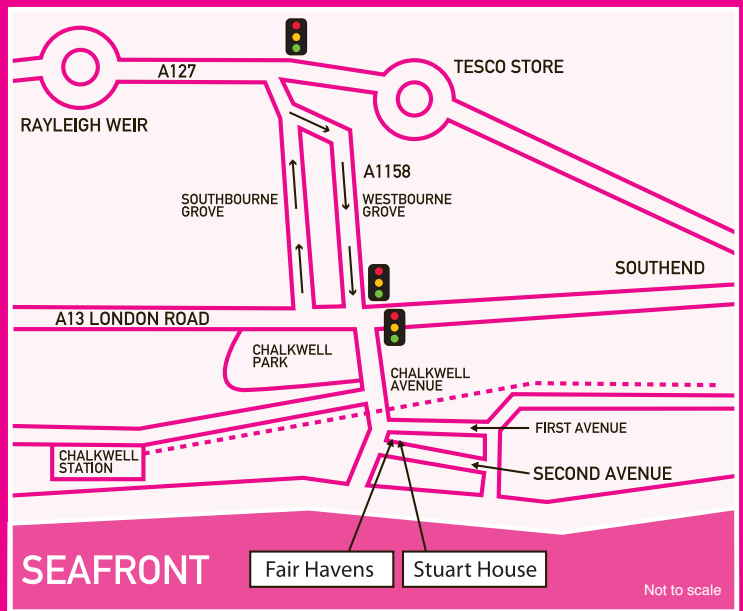 TESCO STORE
A127
RAYLEIGH WEIR
A1158
SOUTHBOURNE
GROVE
WESTBOURNE
GROVE
SOUTHEND
A13 LONDON ROAD
CHALKWELL
PARK
CHALKWELL
AVENUE
FIRST AVENUE
CHALKWELL
STATION
SECOND AVENUE
SEAFRONT
Fair Havens
Stuart House
Not to scale